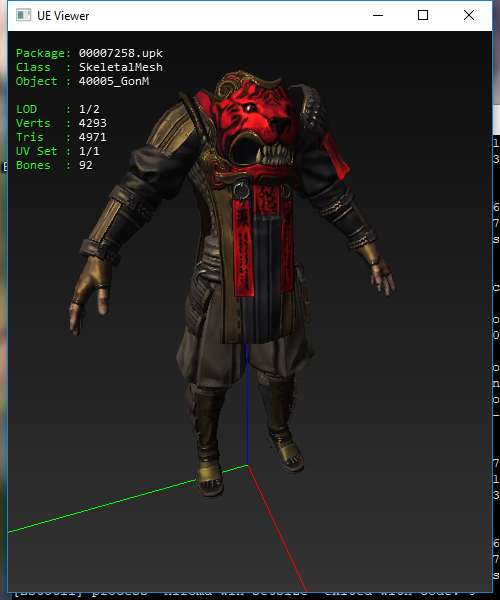 UE Viewer
Package: 00007258.upk
Class : SkeletalMesh
Object : 40005_GonM
LOD : 1/2
Verts : 4293
Tris : 4971
UV Set : 1/1
Bones : 92